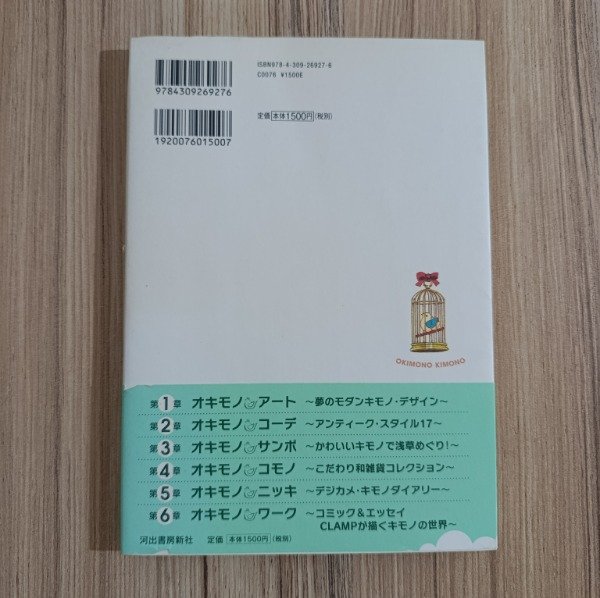 ISBN978-4-309-26927-6
C0076 ¥1500E
9784309269276
定価 本体1500円(税別)
1920076015007
OKIMONO KIMONO
第1章 オキモノ アート 〜夢のモダンキモノ・デザイン〜
第2章 オキモノ コーデ 〜アンティーク・スタイル17〜
第3章 オキモノ サンポ 〜かわいいキモノで浅草めぐり!〜
第4章 オキモノ コモノ 〜こだわり和雑貨コレクション〜
第5章 オキモノ ニッキ 〜デジカメ・キモノダイアリー〜
第6章 オキモノ ワーク 〜コミック&エッセイ
CLAMPが描くキモノの世界〜
河出書房新社 定価 本体1500円(税別)